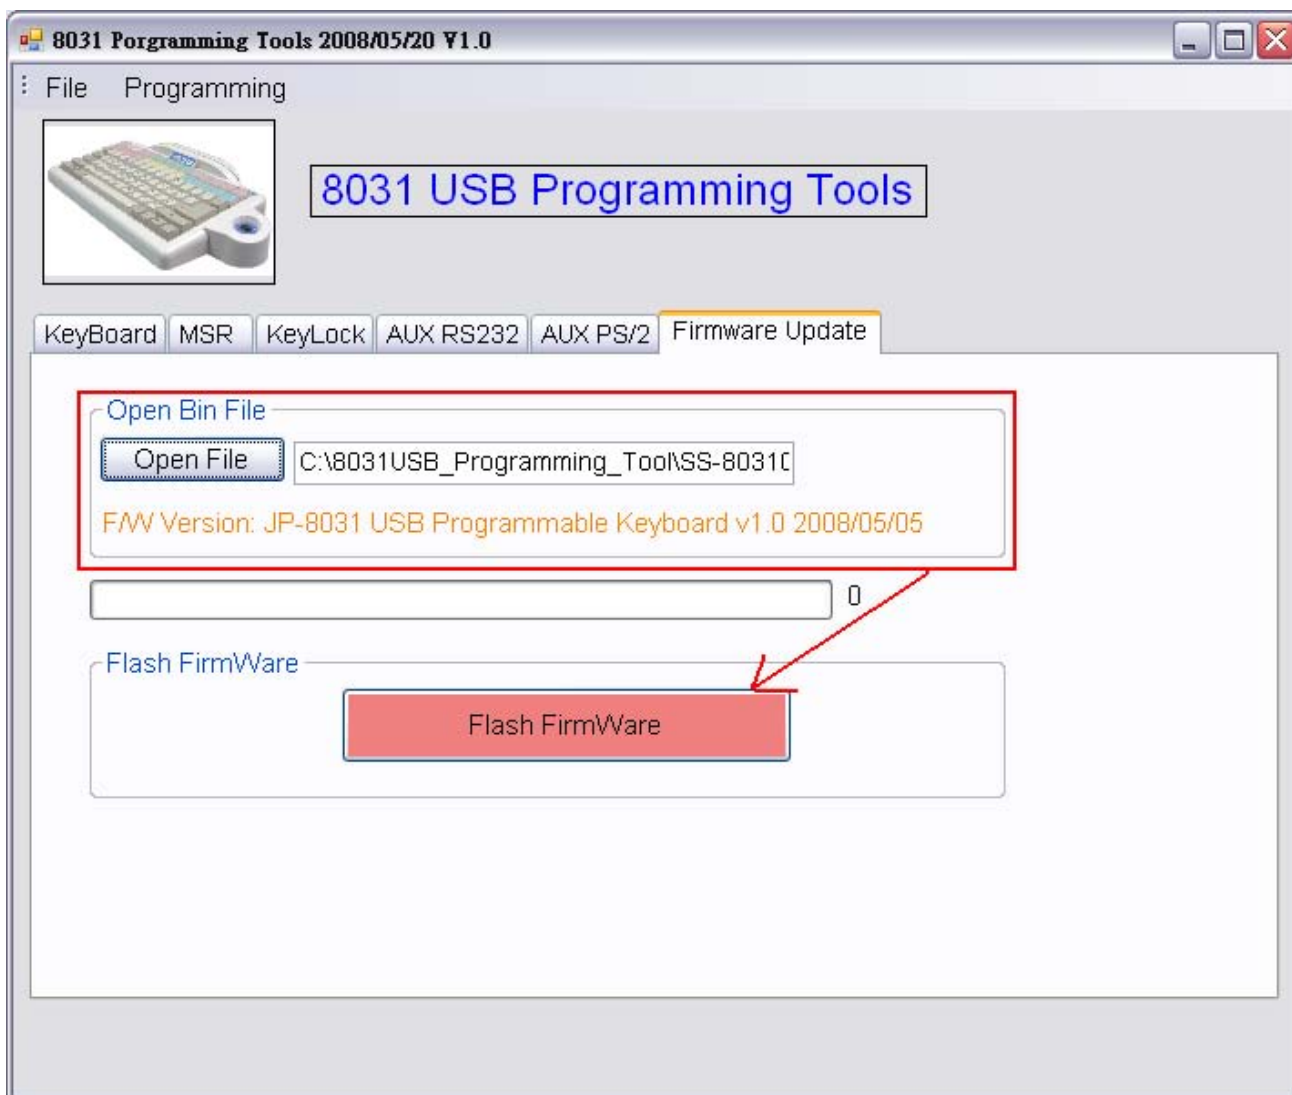 8031 Porgramming Tools 2008/05/20 V1.0
File Programming
8031 USB Programming Tools
KeyBoard MSR KeyLock AUX RS232 AUX PS/2 Firmware Update
Open Bin File
Open File C:\8031USB_Programming_Tool\SS-8031
F/W Version: JP-8031 USB Programmable Keyboard v1.0 2008/05/05
0
Flash FirmWare
Flash FirmWare